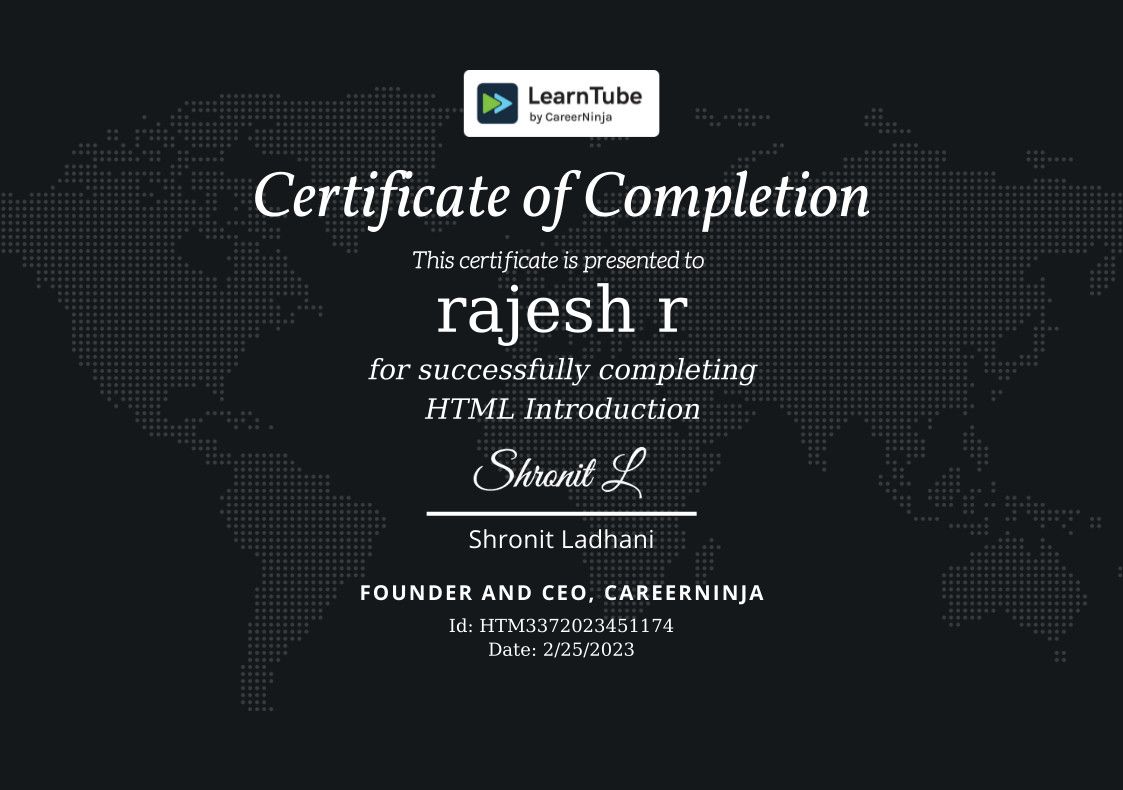 LearnTube
by CareerNinja
Certificate of Completion
This certificate is presented to
rajesh r
for successfully completing
HTML Introduction
Shronit L
Shronit Ladhani
FOUNDER AND CEO, CAREERNINJA
Id: HTM3372023451174
Date: 2/25/2023